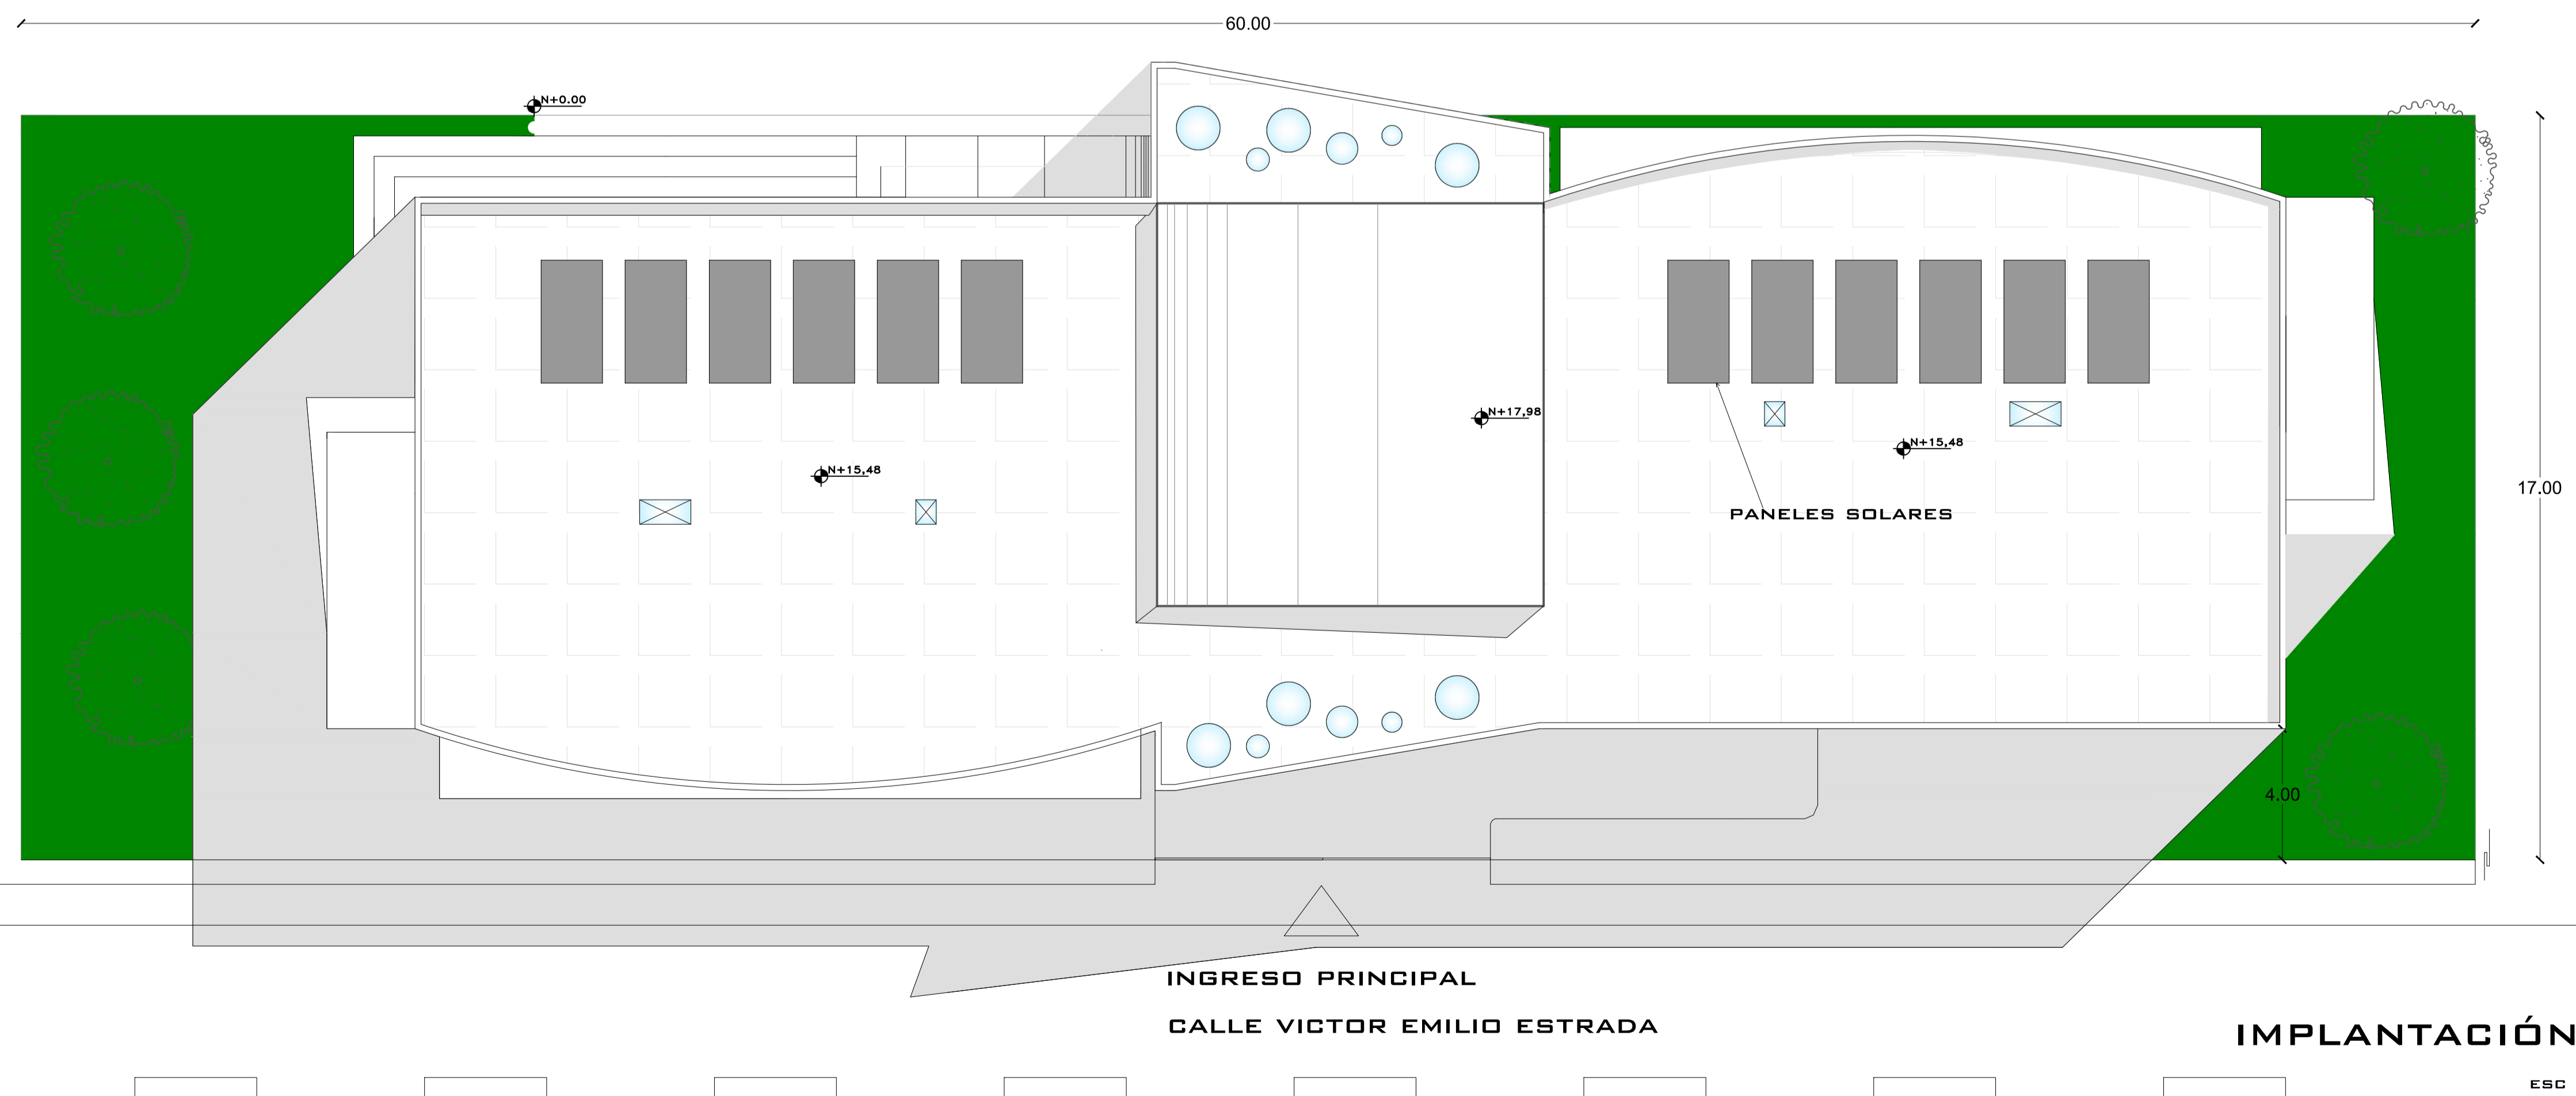 60.00
N+0.00
N+17,98
N+15,48
N+15,48
17.00
PANELES SOLARES
4.00
INGRESO PRINCIPAL
CALLE VICTOR EMILIO ESTRADA
IMPLANTACIÓN
ESC